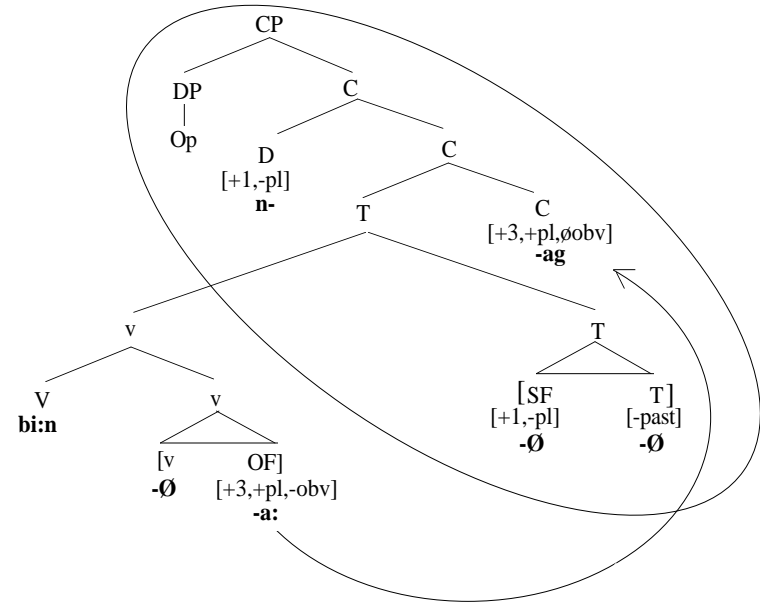 CP
DP C
Op
D C
[+1,-pl]
n-
T C
[+3,+pl,øobv]
-ag
v T
V v [SF T]
bi:n [+1,-pl] [-past]
-Ø -Ø
[v OF]
-Ø [+3,+pl,-obv]
-a: